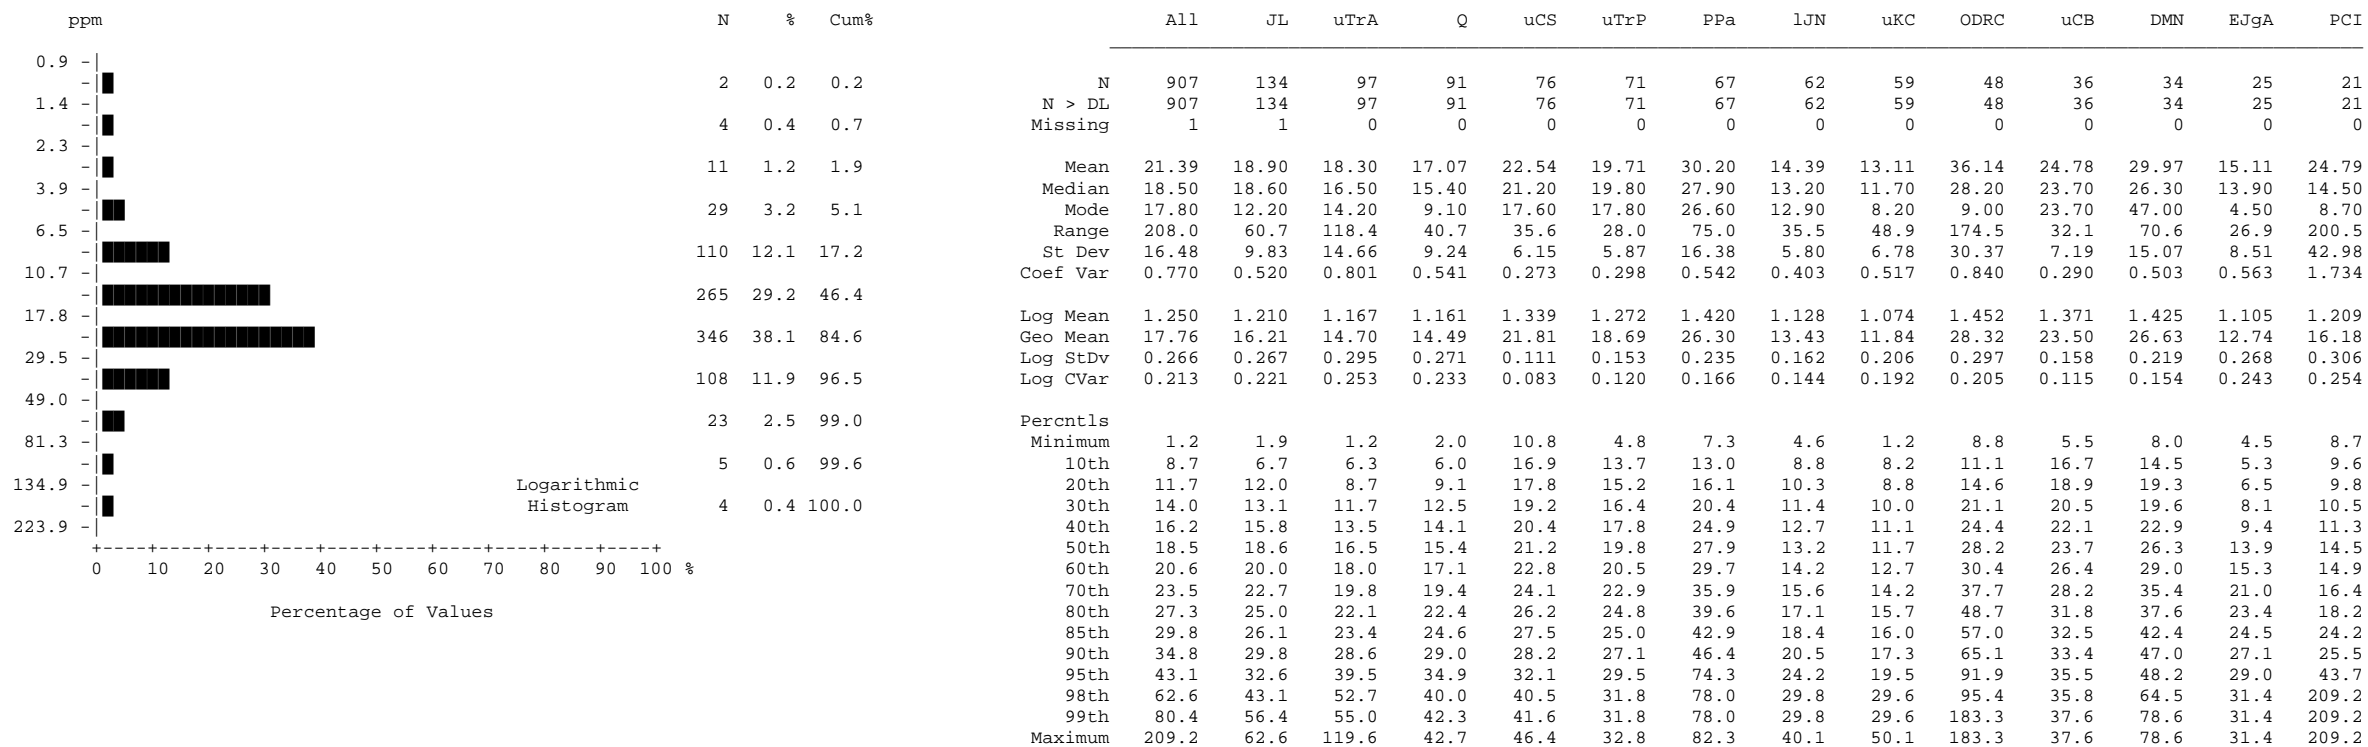 ppm N % Cum% All JL uTrA Q uCS uTrP PPa lJN uKC ODRC uCB DMN EJgA PCI
0.9 -|
-| 2 0.2 0.2 N 907 134 97 91 76 71 67 62 59 48 36 34 25 21
1.4 -| N > DL 907 134 97 91 76 71 67 62 59 48 36 34 25 21
-| 4 0.4 0.7 Missing 1 1 0 0 0 0 0 0 0 0 0 0 0 0
2.3 -|
-| 11 1.2 1.9 Mean 21.39 18.90 18.30 17.07 22.54 19.71 30.20 14.39 13.11 36.14 24.78 29.97 15.11 24.79
3.9 -| Median 18.50 18.60 16.50 15.40 21.20 19.80 27.90 13.20 11.70 28.20 23.70 26.30 13.90 14.50
-| 29 3.2 5.1 Mode 17.80 12.20 14.20 9.10 17.60 17.80 26.60 12.90 8.20 9.00 23.70 47.00 4.50 8.70
6.5 -| Range 208.0 60.7 118.4 40.7 35.6 28.0 75.0 35.5 48.9 174.5 32.1 70.6 26.9 200.5
-| 110 12.1 17.2 St Dev 16.48 9.83 14.66 9.24 6.15 5.87 16.38 5.80 6.78 30.37 7.19 15.07 8.51 42.98
10.7 -| Coef Var 0.770 0.520 0.801 0.541 0.273 0.298 0.542 0.403 0.517 0.840 0.290 0.503 0.563 1.734
-| 265 29.2 46.4
17.8 -| Log Mean 1.250 1.210 1.167 1.161 1.339 1.272 1.420 1.128 1.074 1.452 1.371 1.425 1.105 1.209
-| 346 38.1 84.6 Geo Mean 17.76 16.21 14.70 14.49 21.81 18.69 26.30 13.43 11.84 28.32 23.50 26.63 12.74 16.18
29.5 -| Log StDv 0.266 0.267 0.295 0.271 0.111 0.153 0.235 0.162 0.206 0.297 0.158 0.219 0.268 0.306
-| 108 11.9 96.5 Log CVar 0.213 0.221 0.253 0.233 0.083 0.120 0.166 0.144 0.192 0.205 0.115 0.154 0.243 0.254
49.0 -|
-| 23 2.5 99.0 Percntls
81.3 -| Minimum 1.2 1.9 1.2 2.0 10.8 4.8 7.3 4.6 1.2 8.8 5.5 8.0 4.5 8.7
-| 5 0.6 99.6 10th 8.7 6.7 6.3 6.0 16.9 13.7 13.0 8.8 8.2 11.1 16.7 14.5 5.3 9.6
134.9 -| Logarithmic 20th 11.7 12.0 8.7 9.1 17.8 15.2 16.1 10.3 8.8 14.6 18.9 19.3 6.5 9.8
-| Histogram 4 0.4 100.0 30th 14.0 13.1 11.7 12.5 19.2 16.4 20.4 11.4 10.0 21.1 20.5 19.6 8.1 10.5
223.9 -| 40th 16.2 15.8 13.5 14.1 20.4 17.8 24.9 12.7 11.1 24.4 22.1 22.9 9.4 11.3
+----+----+----+----+----+----+----+----+----+----+ 50th 18.5 18.6 16.5 15.4 21.2 19.8 27.9 13.2 11.7 28.2 23.7 26.3 13.9 14.5
0 10 20 30 40 50 60 70 80 90 100 % 60th 20.6 20.0 18.0 17.1 22.8 20.5 29.7 14.2 12.7 30.4 26.4 29.0 15.3 14.9
70th 23.5 22.7 19.8 19.4 24.1 22.9 35.9 15.6 14.2 37.7 28.2 35.4 21.0 16.4
Percentage of Values 80th 27.3 25.0 22.1 22.4 26.2 24.8 39.6 17.1 15.7 48.7 31.8 37.6 23.4 18.2
85th 29.8 26.1 23.4 24.6 27.5 25.0 42.9 18.4 16.0 57.0 32.5 42.4 24.5 24.2
90th 34.8 29.8 28.6 29.0 28.2 27.1 46.4 20.5 17.3 65.1 33.4 47.0 27.1 25.5
95th 43.1 32.6 39.5 34.9 32.1 29.5 74.3 24.2 19.5 91.9 35.5 48.2 29.0 43.7
98th 62.6 43.1 52.7 40.0 40.5 31.8 78.0 29.8 29.6 95.4 35.8 64.5 31.4 209.2
99th 80.4 56.4 55.0 42.3 41.6 31.8 78.0 29.8 29.6 183.3 37.6 78.6 31.4 209.2
Maximum 209.2 62.6 119.6 42.7 46.4 32.8 82.3 40.1 50.1 183.3 37.6 78.6 31.4 209.2